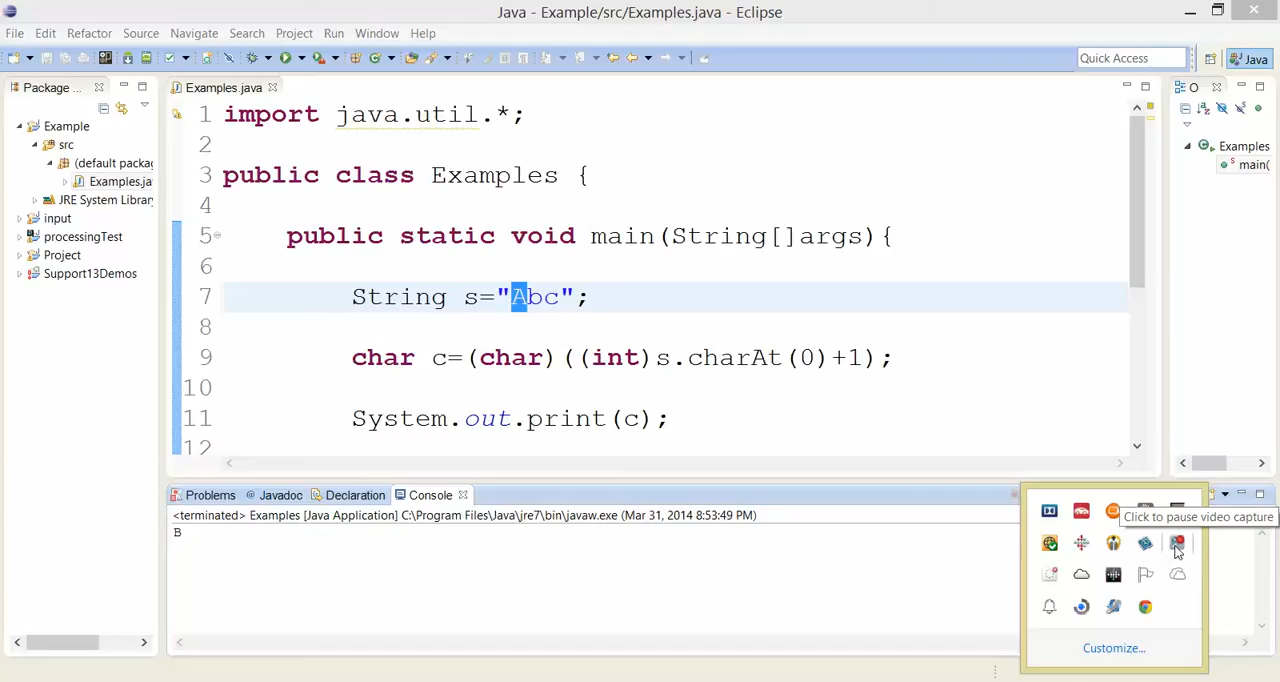 Java - Example/src/Examples.java - Eclipse
File Edit Refactor Source Navigate Search Project Run Window Help
Quick Access
Java
Package ...
Examples.java
O
Example
src
(default packag
Examples.ja
JRE System Library
input
processingTest
Project
Support13Demos
1 import java.util.*;
2
3 public class Examples {
4
5 public static void main(String[]args){
6
7 String s="Abc";
8
9 char c=(char)((int)s.charAt(0)+1);
10
11 System.out.print(c);
12
Examples
main(
Problems @ Javadoc Declaration Console
<terminated> Examples [Java Application] C:\Program Files\Java\jre7\bin\javaw.exe (Mar 31, 2014 8:53:49 PM)
B
Click to pause video capture
Customize...